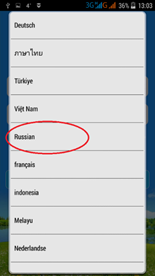 3G 36% 13:03
Deutsch
ภาษาไทย
Türkiye
Việt Nam
Russian
français
indonesia
Melayu
Nederlandse